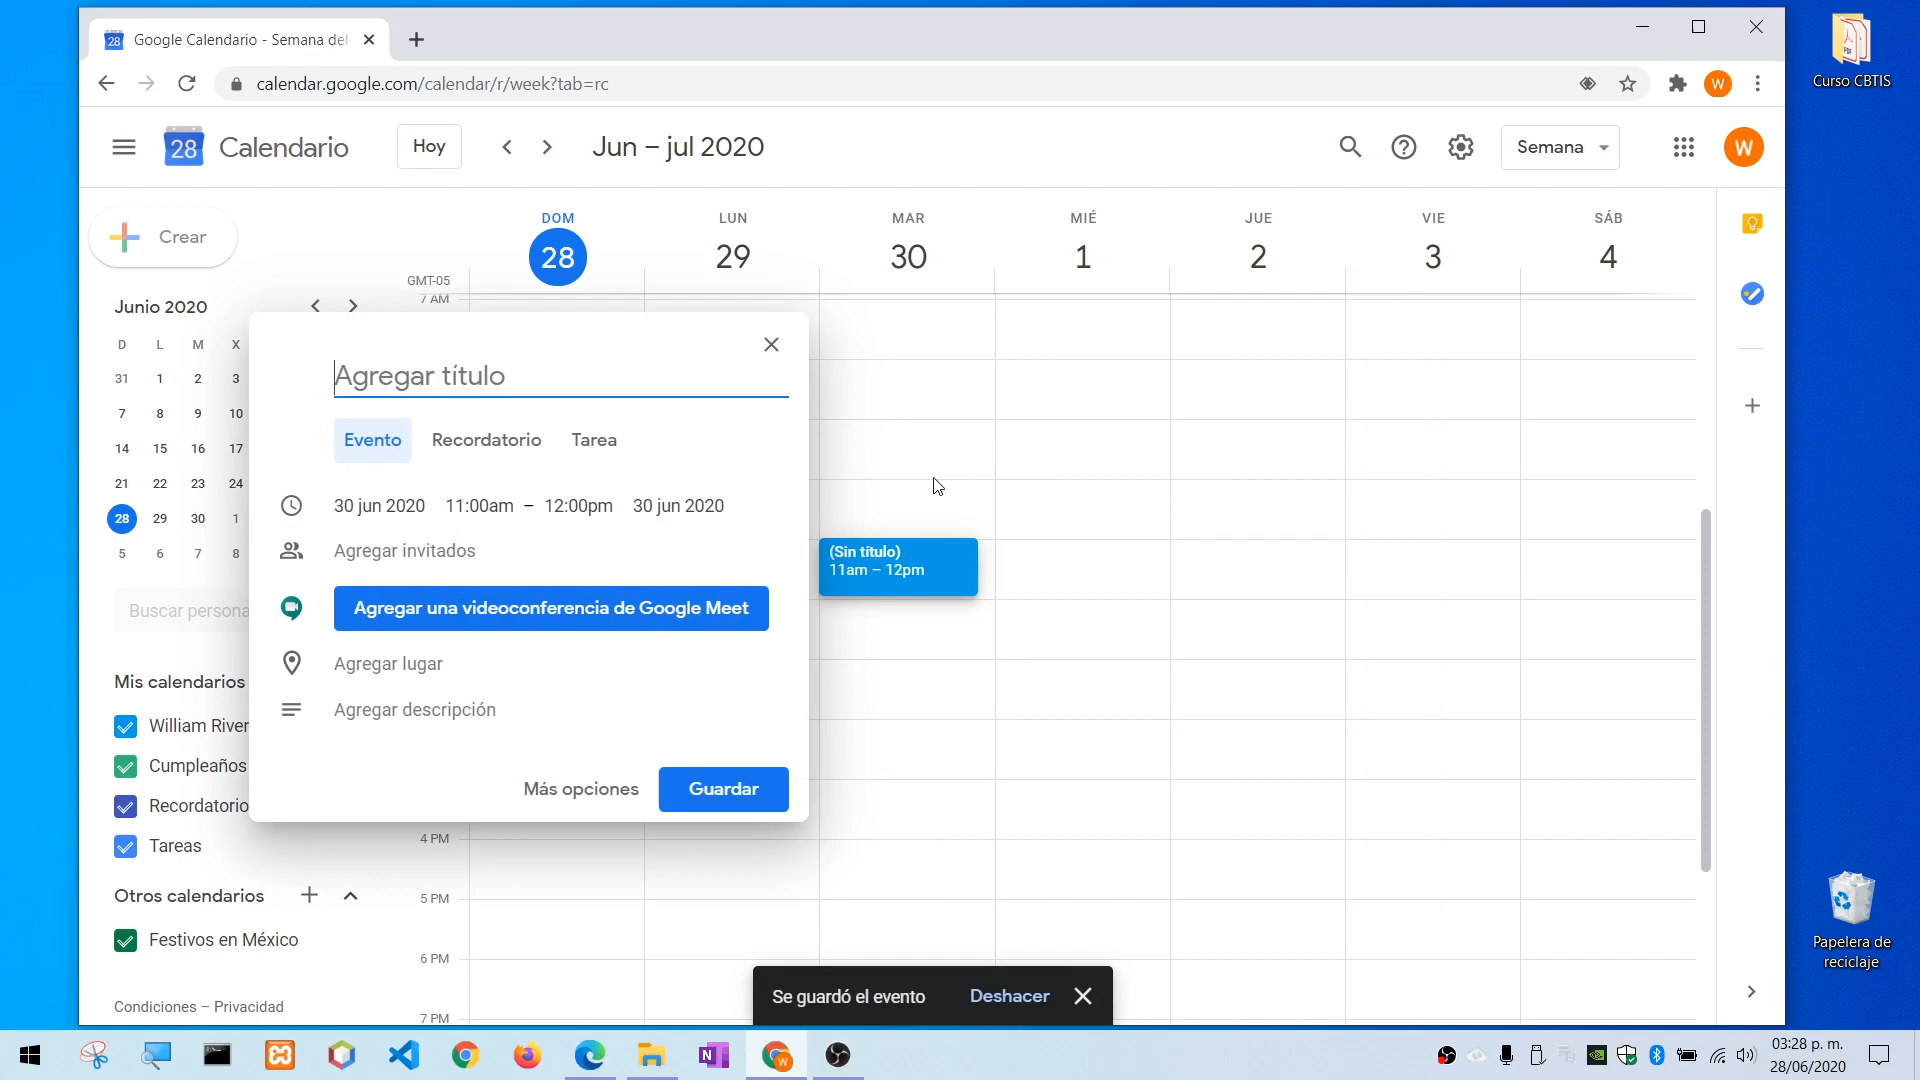 Google Calendario - Semana del
calendar.google.com/calendar/r/week?tab=rc
W
28
Calendario
Hoy
Jun – jul 2020
Semana
W
Crear
DOM
LUN
MAR
MIÉ
JUE
VIE
SÁB
28
29
30
1
2
3
4
GMT-05
7 AM
Junio 2020
D L M X
31 1 2 3
7 8 9 10
14 15 16 17
21 22 23 24
28 29 30 1
5 6 7 8
Buscar persona
Mis calendarios
William River
Cumpleaños
Recordatorio
Tareas
Otros calendarios
Festivos en México
Condiciones – Privacidad
Agregar título
Evento
Recordatorio
Tarea
30 jun 2020 11:00am – 12:00pm 30 jun 2020
Agregar invitados
Agregar una videoconferencia de Google Meet
Agregar lugar
Agregar descripción
Más opciones
Guardar
(Sin título)
11am – 12pm
4 PM
5 PM
6 PM
7 PM
Se guardó el evento
Deshacer
Curso CBTIS
Papelera de
reciclaje
03:28 p. m.
28/06/2020